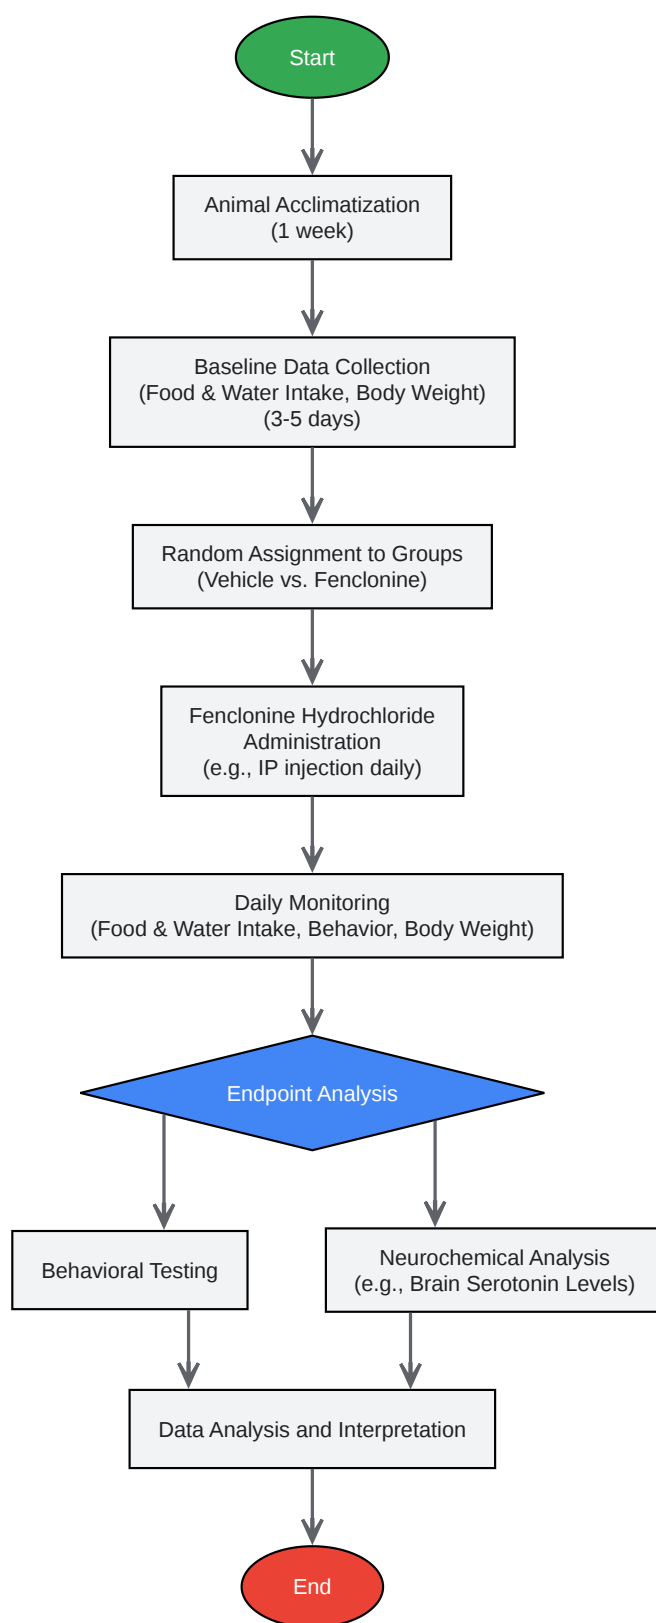 Start
Animal Acclimatization
(1 week)
Baseline Data Collection
(Food & Water Intake, Body Weight)
(3-5 days)
Random Assignment to Groups
(Vehicle vs. Fenclonine)
Fenclonine Hydrochloride
Administration
(e.g., IP injection daily)
Daily Monitoring
(Food & Water Intake, Behavior, Body Weight)
Endpoint Analysis
Behavioral Testing
Neurochemical Analysis
(e.g., Brain Serotonin Levels)
Data Analysis and Interpretation
End